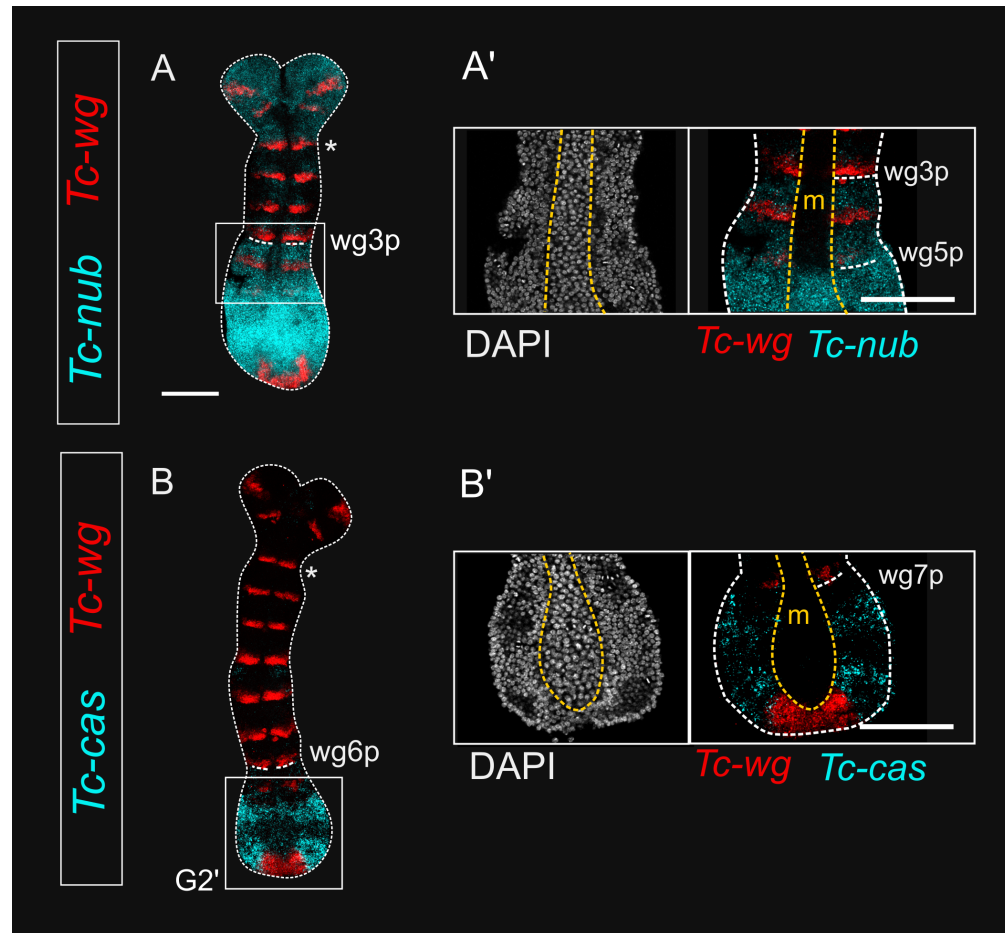 Tc-nub Tc-wg
A
*
wg3p
A'
wg3p
m
wg5p
DAPI
Tc-wg Tc-nub
Tc-cas Tc-wg
B
*
wg6p
G2'
B'
wg7p
m
DAPI
Tc-wg Tc-cas